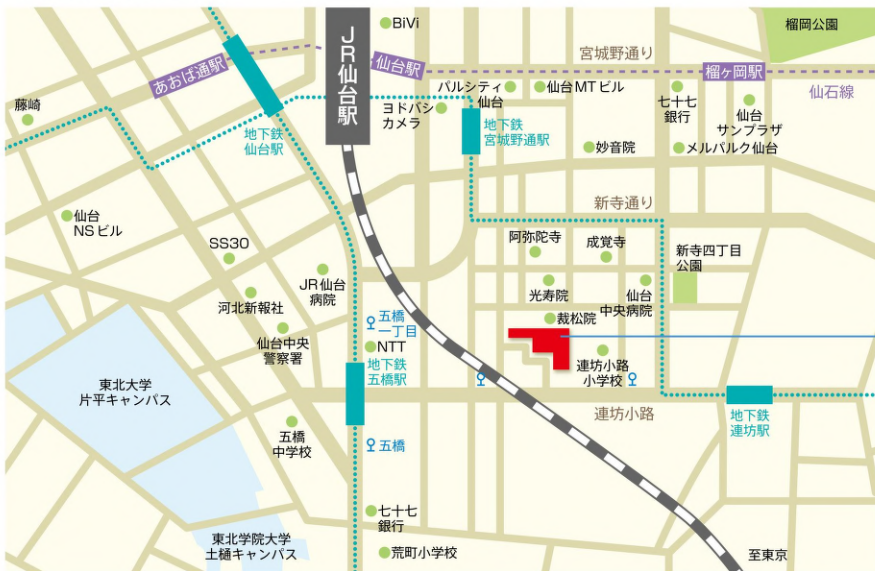 BiVi
榴岡公園
JR仙台駅
宮城野通り
あおば通駅
仙台駅
榴ヶ岡駅
仙石線
藤崎
パルシティ
仙台
仙台MTビル
七十七
銀行
仙台
サンプラザ
ヨドバシ
カメラ
地下鉄
仙台駅
地下鉄
宮城野通駅
妙音院
メルパルク仙台
新寺通り
仙台
NSビル
SS30
阿弥陀寺
成覚寺
新寺四丁目
公園
JR仙台
病院
河北新報社
光寿院
仙台
中央病院
裁松院
五橋
一丁目
仙台中央
警察署
NTT
地下鉄
五橋駅
連坊小路
小学校
東北大学
片平キャンパス
連坊小路
地下鉄
連坊駅
五橋
中学校
五橋
七十七
銀行
東北学院大学
土樋キャンパス
荒町小学校
至東京